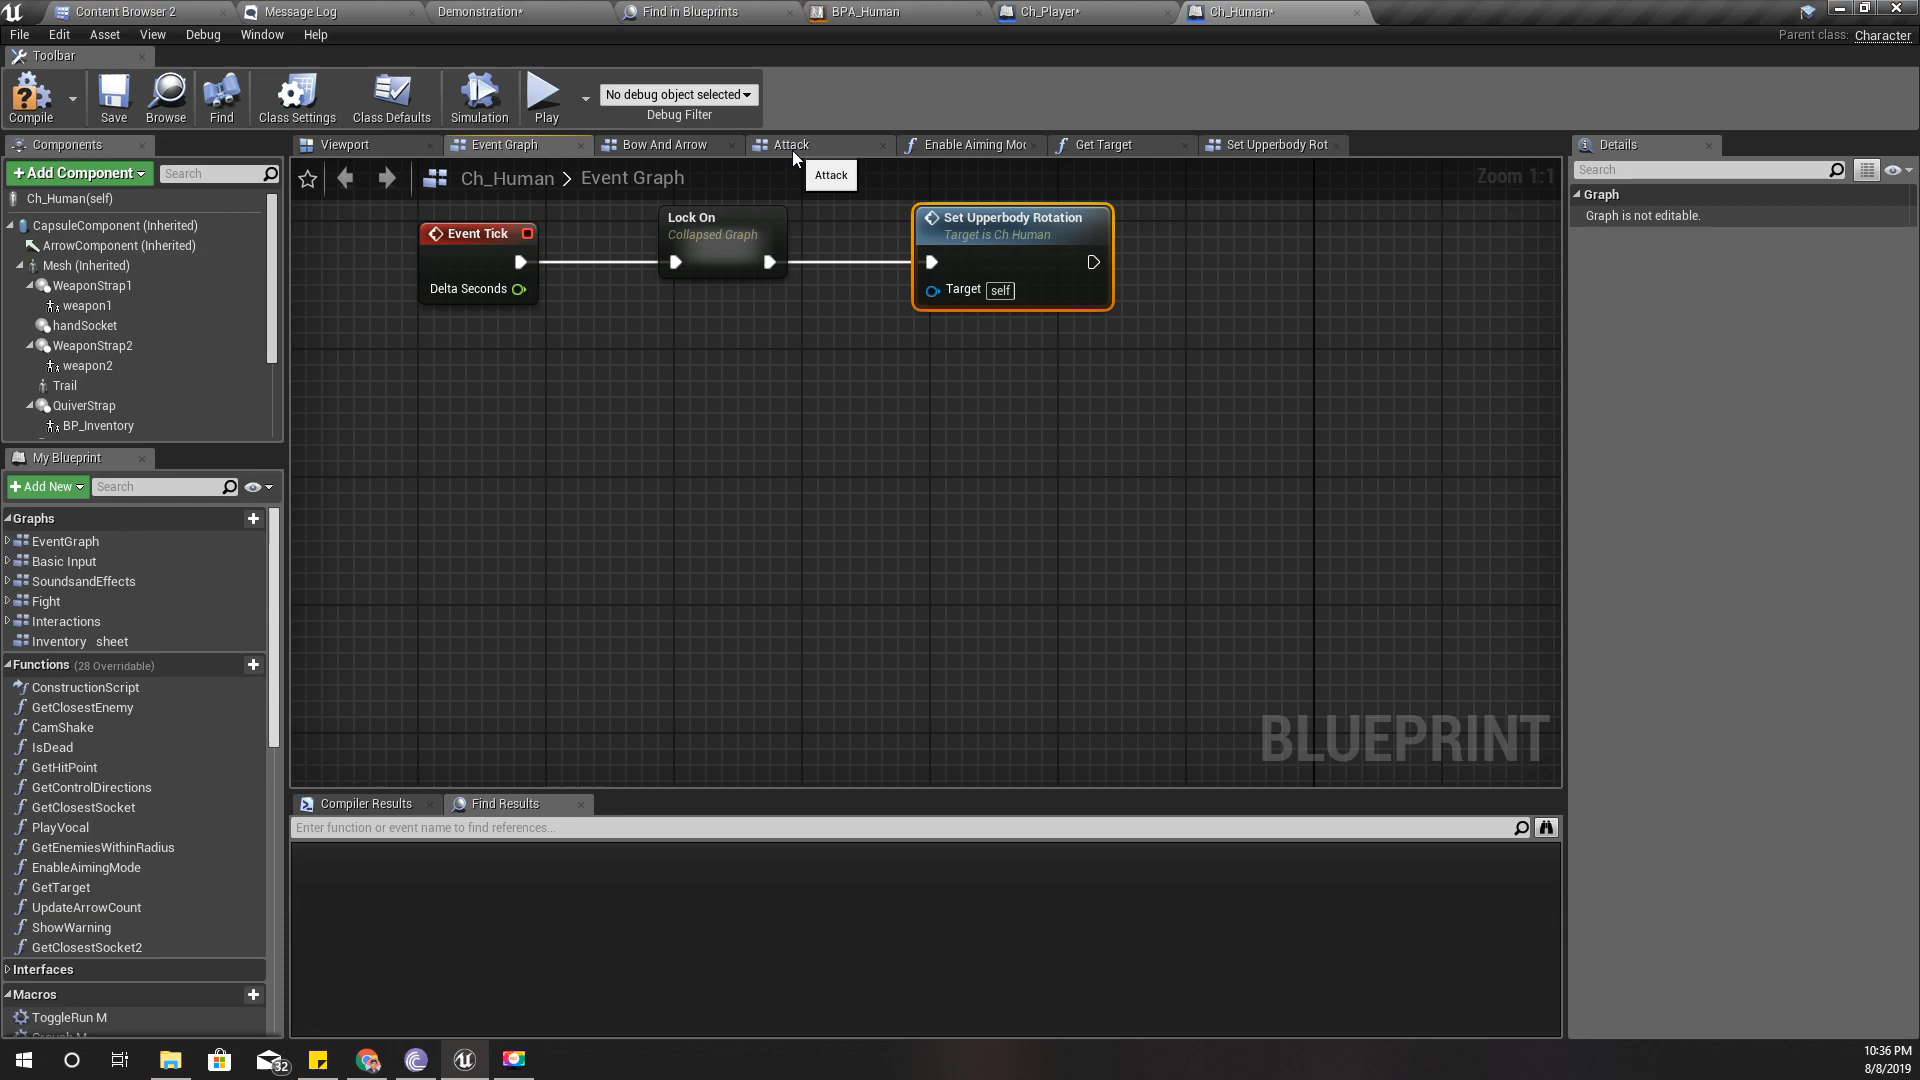 Content Browser 2
Message Log
Demonstration*
Find in Blueprints
BPA_Human
Ch_Player*
Ch_Human*
File Edit Asset View Debug Window Help
Parent class: Character
Toolbar
Compile
Save
Browse
Find
Class Settings
Class Defaults
Simulation
Play
No debug object selected
Debug Filter
Components
+Add Component
Search
Ch_Human(self)
CapsuleComponent (Inherited)
ArrowComponent (Inherited)
Mesh (Inherited)
WeaponStrap1
weapon1
handSocket
WeaponStrap2
weapon2
Trail
QuiverStrap
BP_Inventory
My Blueprint
+Add New
Search
Graphs
EventGraph
Basic Input
SoundsandEffects
Fight
Interactions
Inventory sheet
Functions (28 Overridable)
ConstructionScript
GetClosestEnemy
CamShake
IsDead
GetHitPoint
GetControlDirections
GetClosestSocket
PlayVocal
GetEnemiesWithinRadius
EnableAimingMode
GetTarget
UpdateArrowCount
ShowWarning
GetClosestSocket2
Interfaces
Macros
ToggleRun M
Viewport
Event Graph
Bow And Arrow
Attack
Enable Aiming Moc
Get Target
Set Upperbody Rot
Attack
Ch_Human > Event Graph
Zoom 1:1
Event Tick
Delta Seconds
Lock On
Collapsed Graph
Set Upperbody Rotation
Target is Ch Human
Target self
BLUEPRINT
Compiler Results
Find Results
Enter function or event name to find references...
Details
Search
Graph
Graph is not editable.
32
10:36 PM
8/8/2019